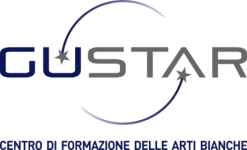 GUSTAR
CENTRO DI FORMAZIONE DELLE ARTI BIANCHE